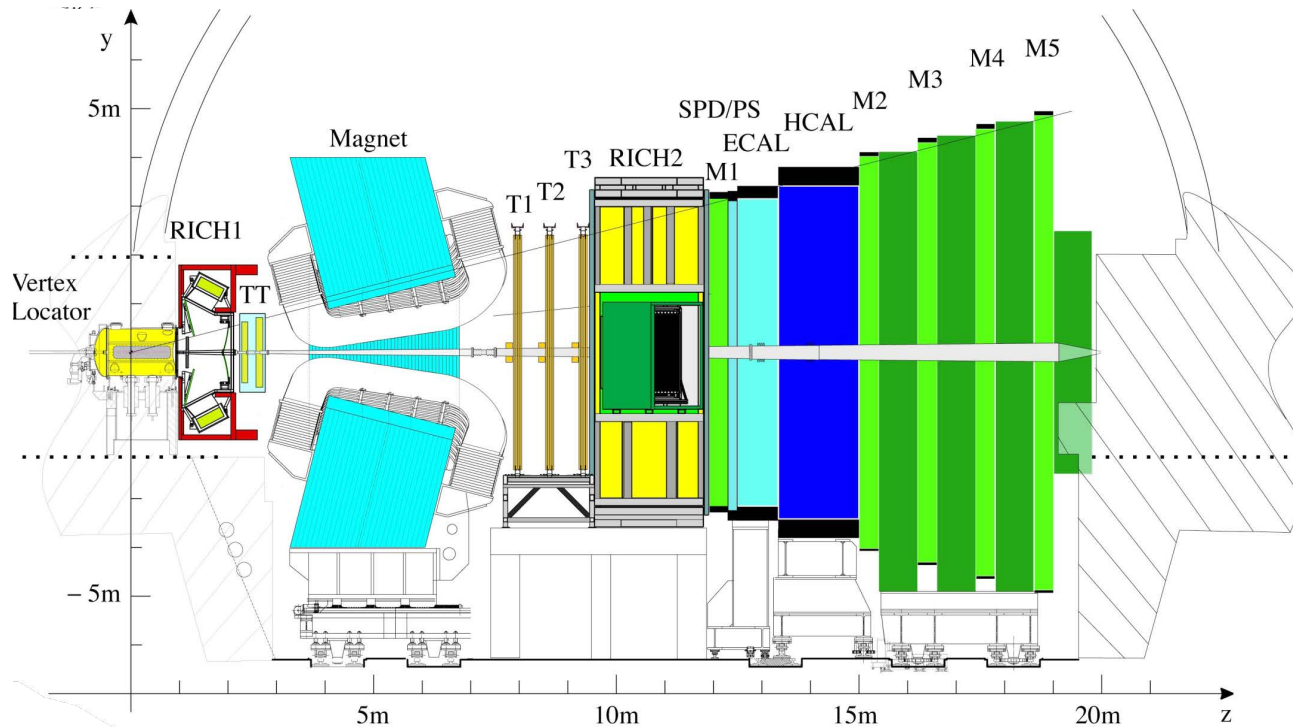 y
5m
Magnet
RICH1
Vertex
Locator
TT
T1
T2
T3
RICH2
M1
SPD/PS
ECAL
HCAL
M2
M3
M4
M5
− 5m
5m
10m
15m
20m
z